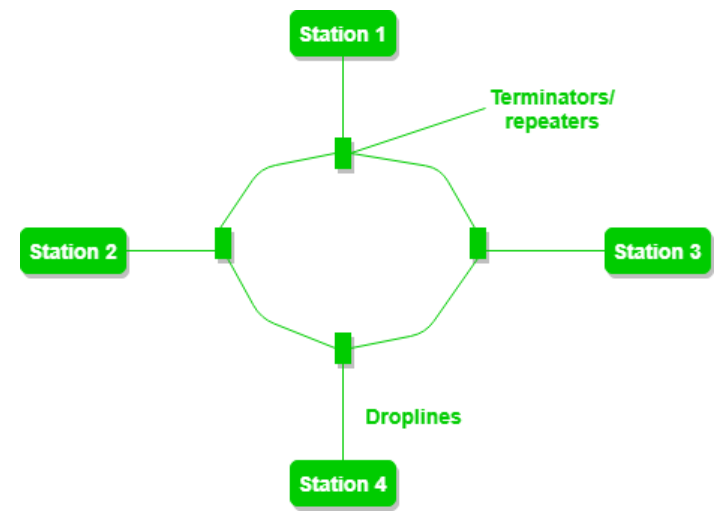 Station 1
Terminators/
repeaters
Station 2
Station 3
Droplines
Station 4